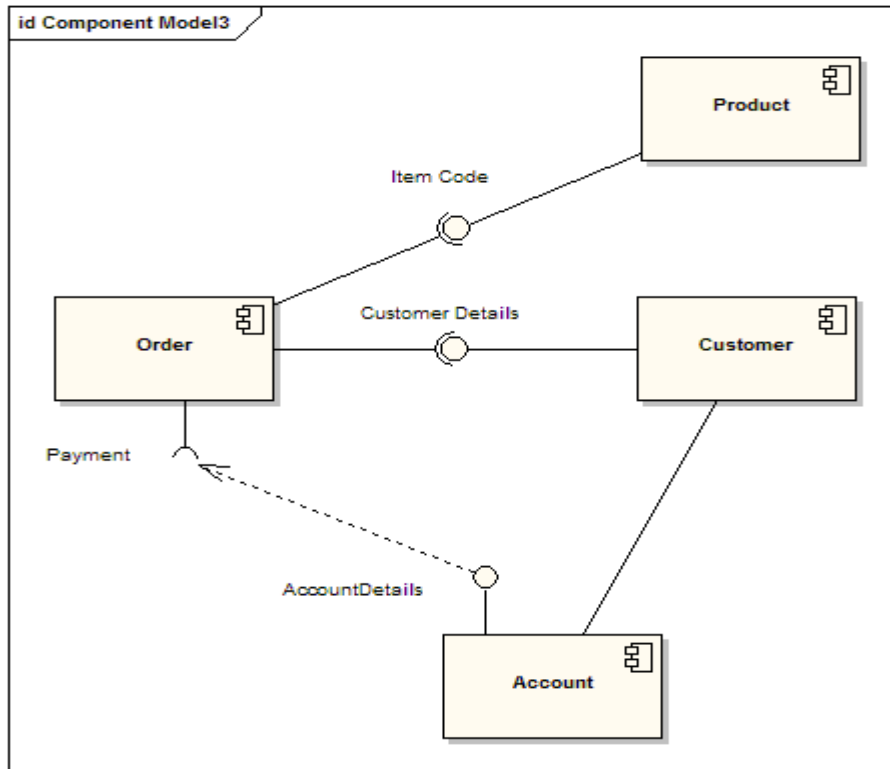 id Component Model3
Product
Item Code
Customer Details
Order
Customer
Payment
AccountDetails
Account